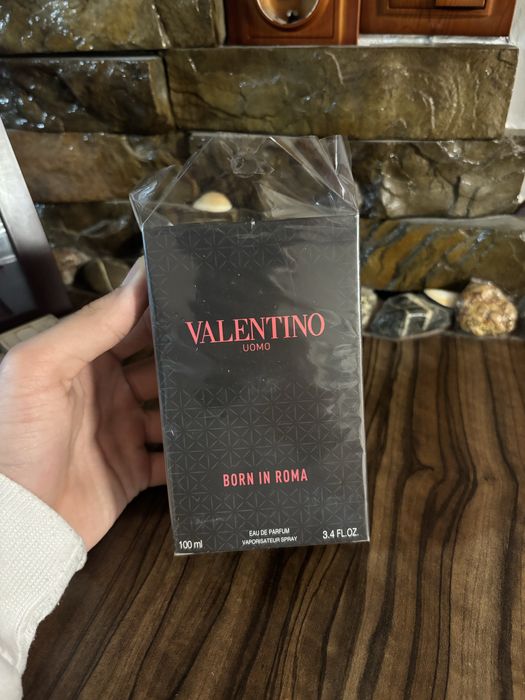 VALENTINO
UOMO
BORN IN ROMA
EAU DE PARFUM
100 ml VAPORISATEUR SPRAY 3.4 FL.OZ.